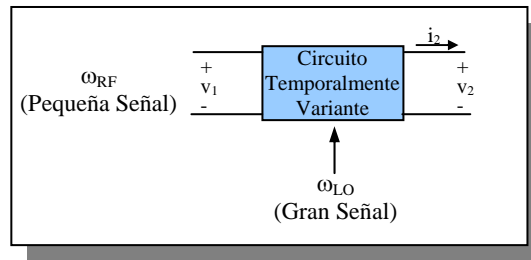 Circuito
Temporalmente
Variante
i2
ωRF
(Pequeña Señal)
+
v1
-
+
v2
-
ωLO
(Gran Señal)